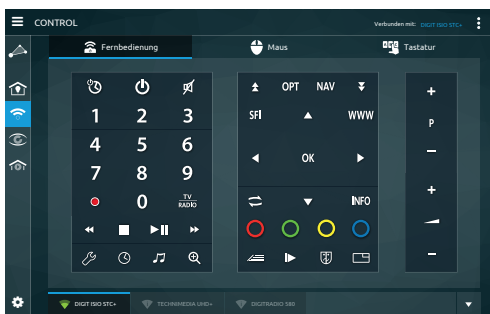 CONTROL
Verbunden mit: DIGIT ISIO STC+
Fernbedienung Maus Tastatur
OPT NAV
1 2 3 SFI WWW
P
4 5 6
OK
7 8 9
0 TV RADIO INFO
DIGIT ISIO STC+ TECHNIMEDIA UHD+ DIGITRADIO 580